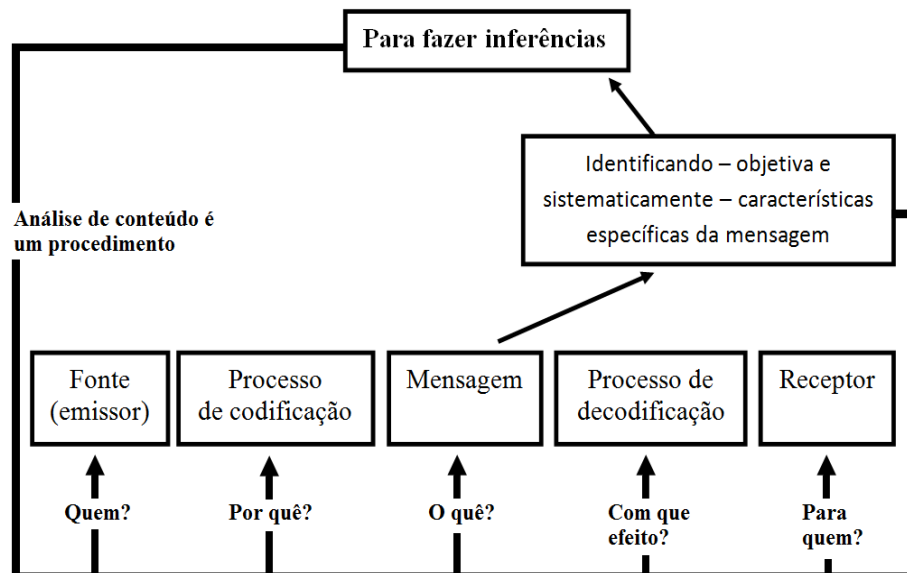 Para fazer inferências
Identificando – objetiva e
sistematicamente – características
específicas da mensagem
Análise de conteúdo é
um procedimento
Fonte
(emissor)
Processo
de codificação
Mensagem
Processo de
decodificação
Receptor
Quem?
Por quê?
O quê?
Com que
efeito?
Para
quem?